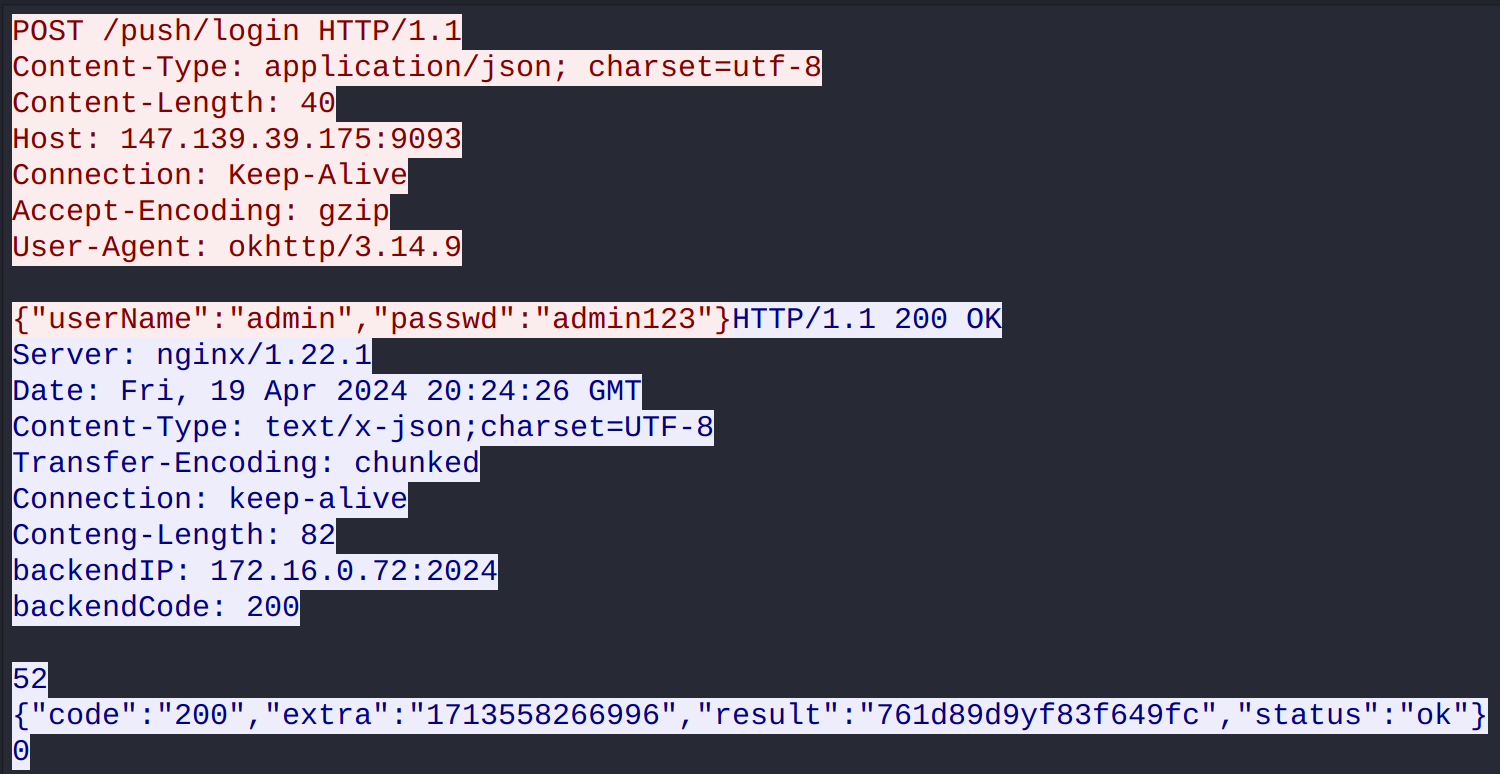 POST /push/login HTTP/1.1
Content-Type: application/json; charset=utf-8
Content-Length: 40
Host: 147.139.39.175:9093
Connection: Keep-Alive
Accept-Encoding: gzip
User-Agent: okhttp/3.14.9
{"userName":"admin","passwd":"admin123"}HTTP/1.1 200 OK
Server: nginx/1.22.1
Date: Fri, 19 Apr 2024 20:24:26 GMT
Content-Type: text/x-json;charset=UTF-8
Transfer-Encoding: chunked
Connection: keep-alive
Conteng-Length: 82
backendIP: 172.16.0.72:2024
backendCode: 200
52
{"code":"200","extra":"1713558266996","result":"761d89d9yf83f649fc","status":"ok"}
0